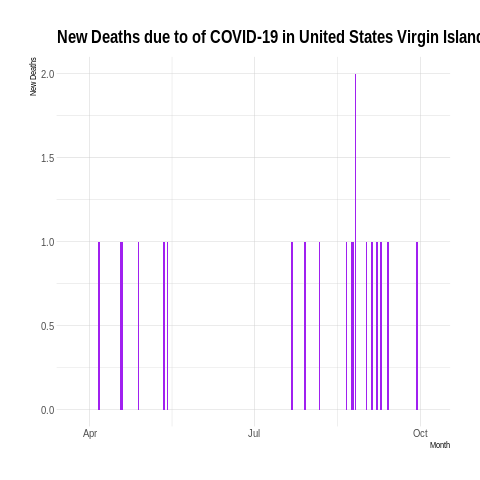 New Deaths due to of COVID-19 in United States Virgin Island
New Deaths
2.0
1.5
1.0
0.5
0.0
Apr
Jul
Oct
Month